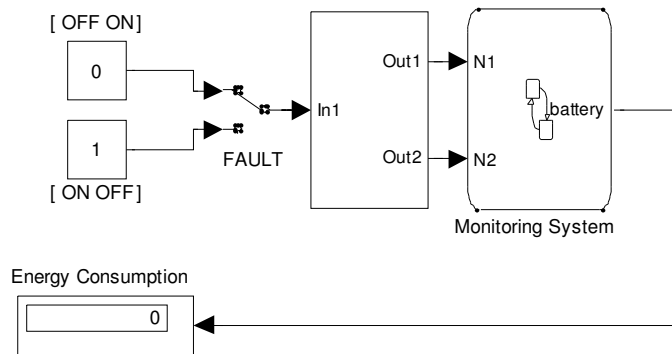 [ OFF ON]
0
1
[ ON OFF]
FAULT
In1
Out1
Out2
N1
battery
N2
Monitoring System
Energy Consumption
0